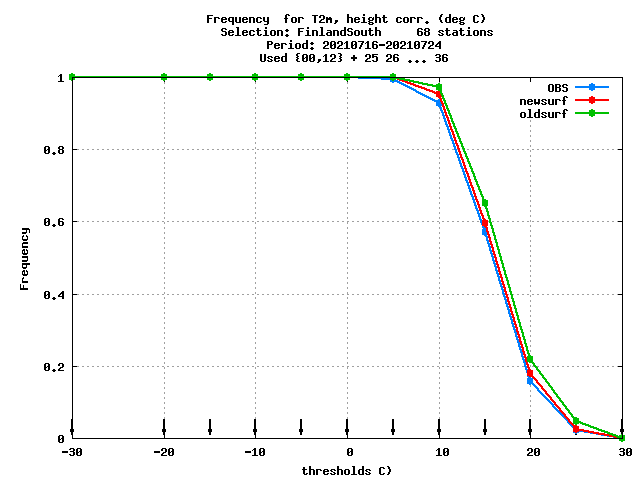 Frequency  for T2m, height corr. (deg C)
Selection: FinlandSouth     68 stations
Period: 20210716-20210724
Used {00,12} + 25 26 ... 36
OBS
newsurf
oldsurf
1
0.8
0.6
0.4
0.2
0
Frequency
-30 -20 -10 0 10 20 30
thresholds C)